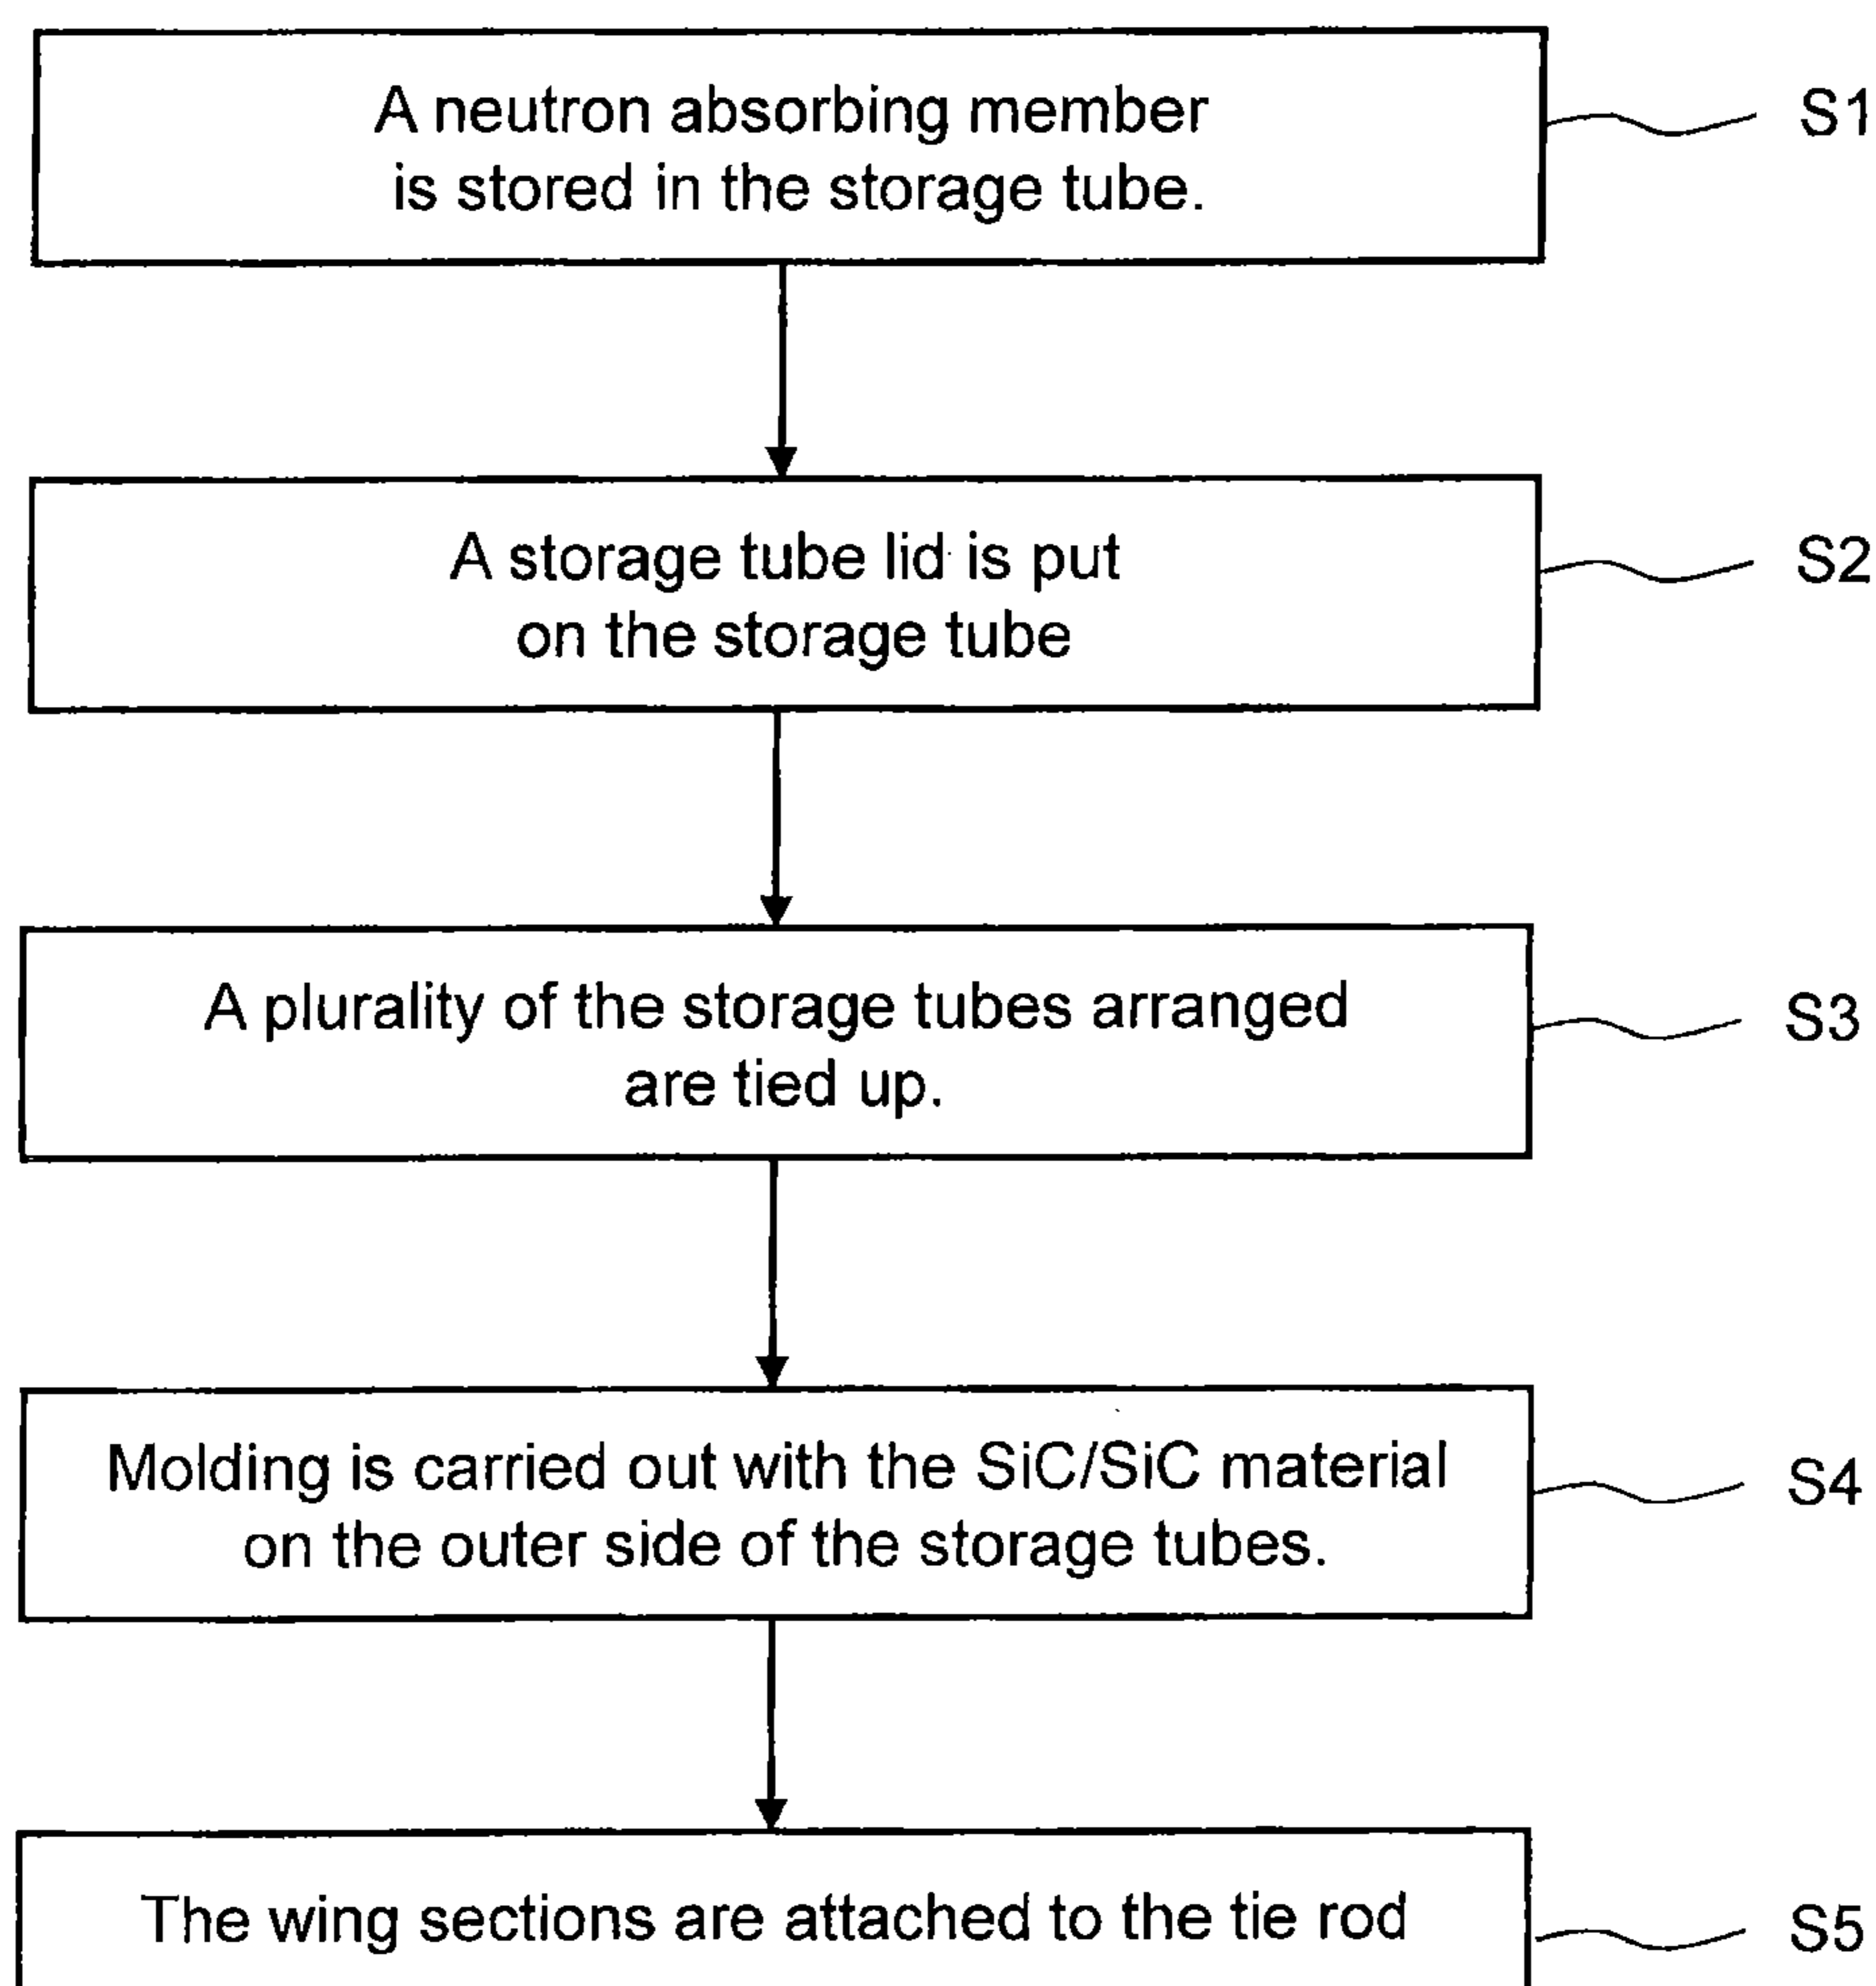 A neutron absorbing member
is stored in the storage tube.
S1
A storage tube lid is put
on the storage tube
S2
A plurality of the storage tubes arranged
are tied up.
S3
Molding is carried out with the SiC/SiC material
on the outer side of the storage tubes.
S4
The wing sections are attached to the tie rod
S5